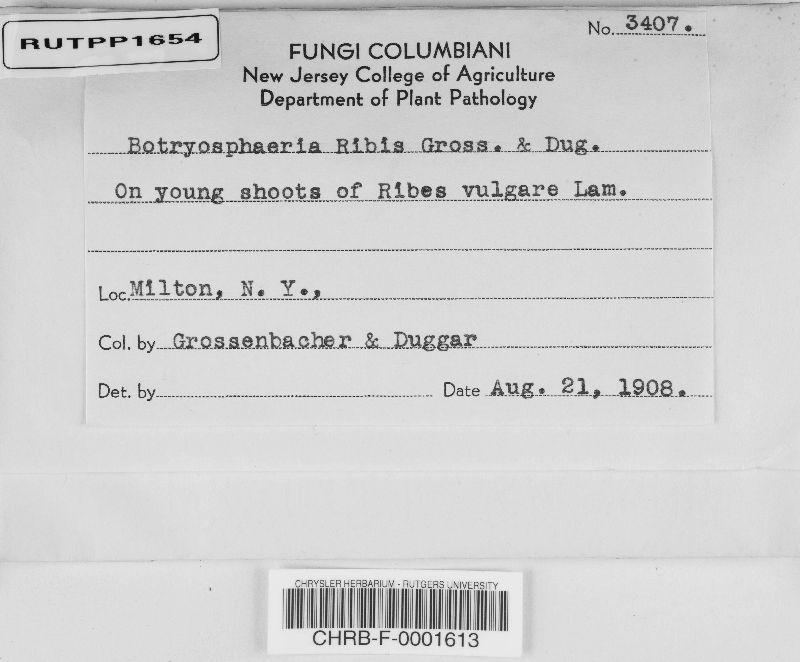 RUTPP1654
No. 3407.
FUNGI COLUMBIANI
New Jersey College of Agriculture
Department of Plant Pathology
Botryosphaeria Ribis Gross. & Dug.
On young shoots of Ribes vulgare Lam.
Loc. Milton, N. Y.,
Col. by Grossenbacher & Duggar
Det. by
Date Aug. 21, 1908.
CHRYSLER HERBARIUM - RUTGERS UNIVERSITY
CHRB-F-0001613